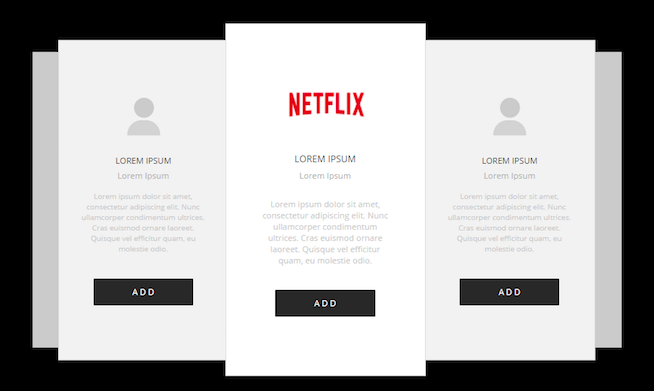 LOREM IPSUM
Lorem Ipsum
Lorem ipsum dolor sit amet,
consectetur adipiscing elit. Nunc
ullamcorper condimentum ultrices.
Cras euismod ornare laoreet.
Quisque vel efficitur quam, eu
molestie odio.
ADD
NETFLIX
LOREM IPSUM
Lorem Ipsum
Lorem ipsum dolor sit amet,
consectetur adipiscing elit. Nunc
ullamcorper condimentum
ultrices. Cras euismod ornare
laoreet. Quisque vel efficitur
quam, eu molestie odio.
ADD
LOREM IPSUM
Lorem Ipsum
Lorem ipsum dolor sit amet,
consectetur adipiscing elit. Nunc
ullamcorper condimentum ultrices.
Cras euismod ornare laoreet.
Quisque vel efficitur quam, eu
molestie odio.
ADD